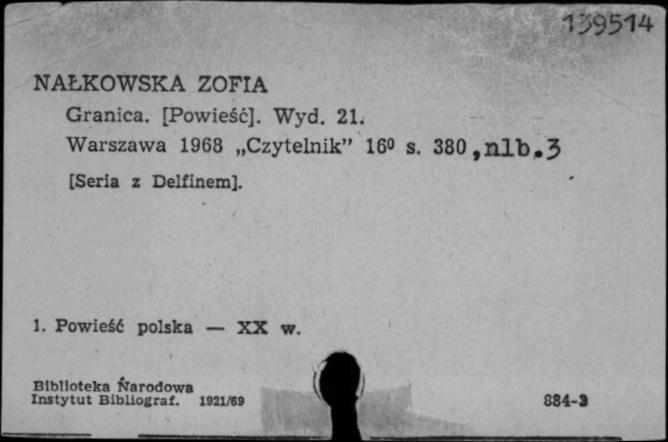 139514
NAŁKOWSKA ZOFIA
Granica. [Powieść]. Wyd. 21.
Warszawa 1968 „Czytelnik” 16⁰ s. 380,nlb.3
[Seria z Delfinem].
1. Powieść polska — XX w.
Biblioteka Narodowa
Instytut Bibliograf. 1921/69
884-3